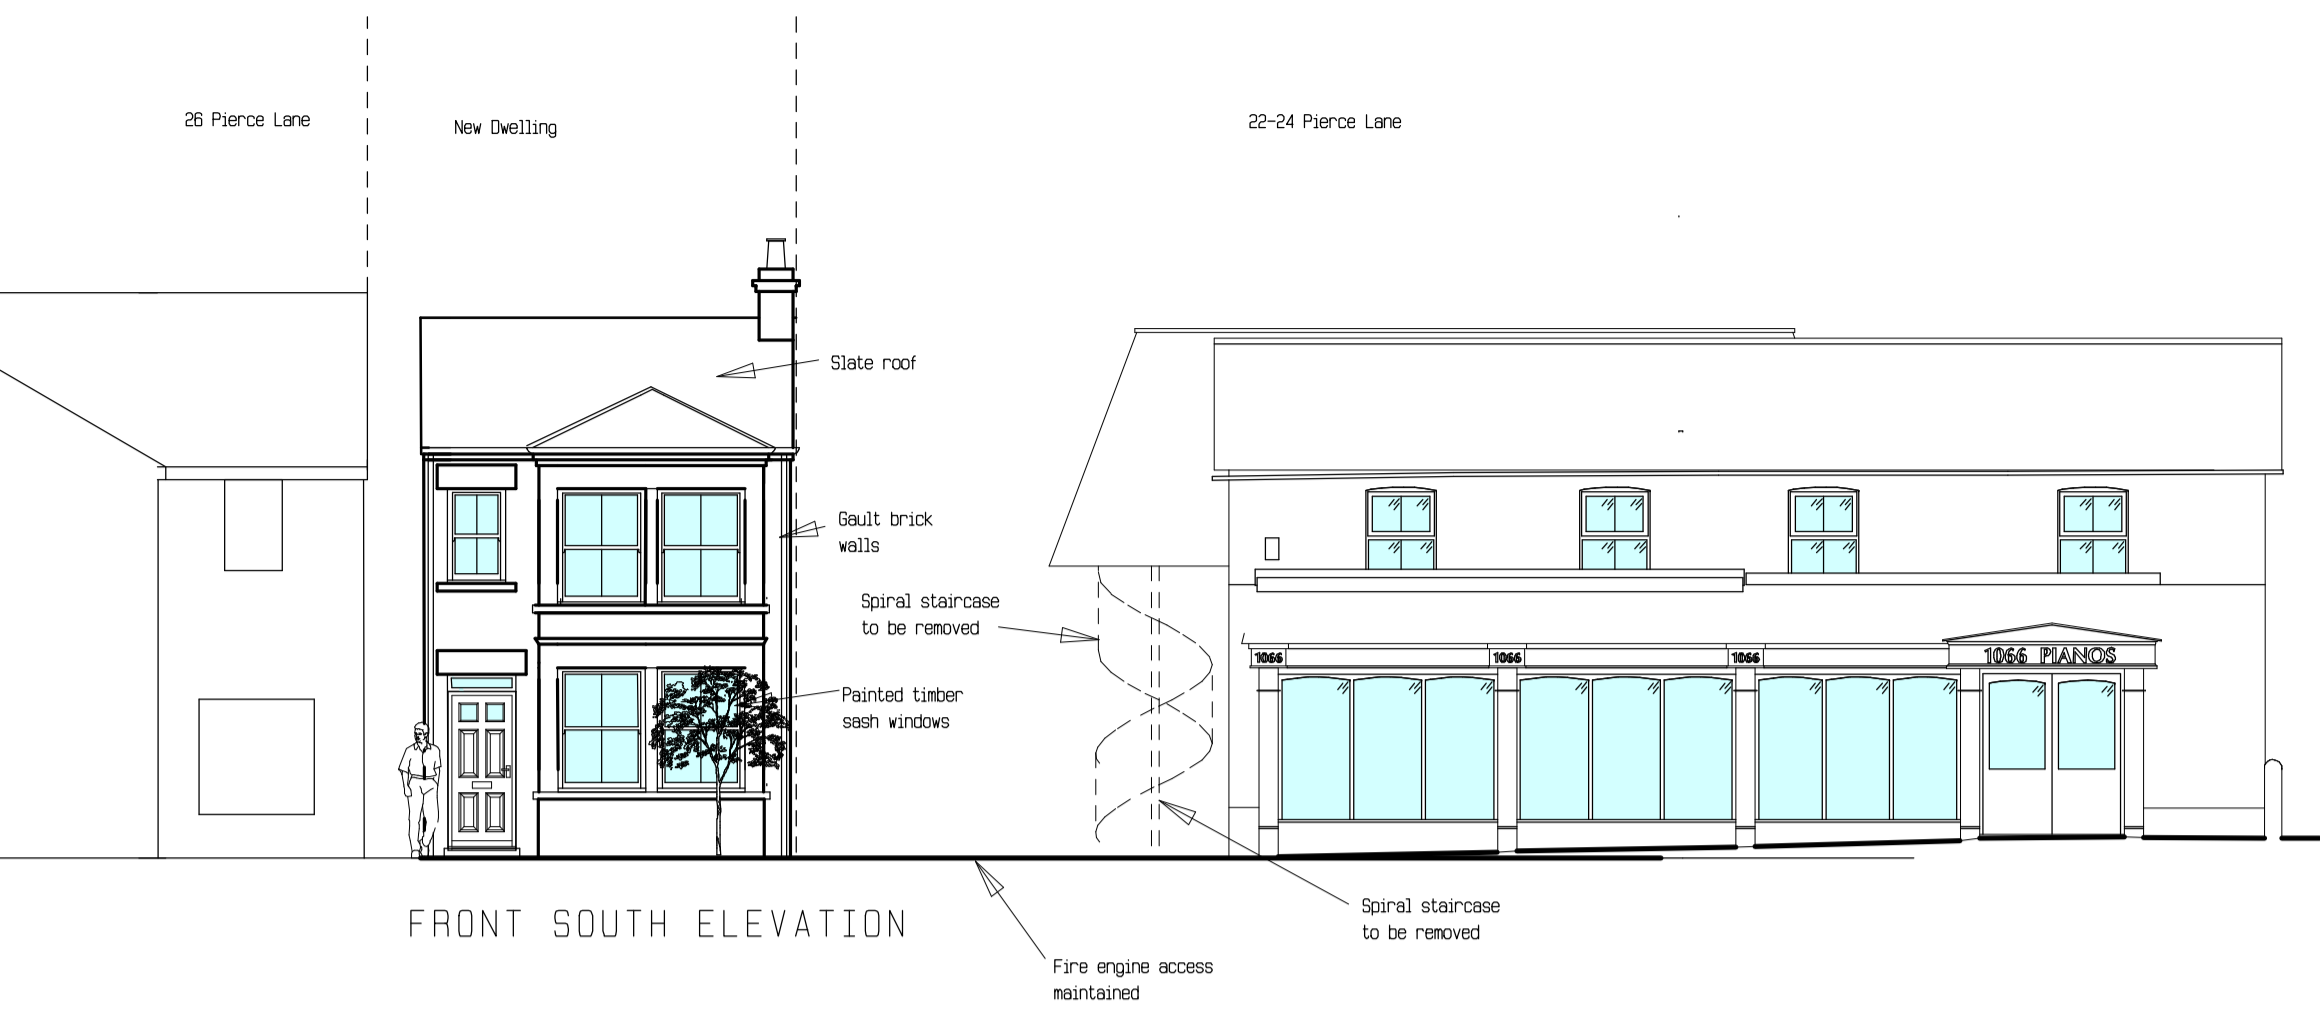 26 Pierce Lane
New Dwelling
22-24 Pierce Lane
Slate roof
Gault brick
walls
Spiral staircase
to be removed
1066
1066
1066
1066 PIANOS
Painted timber
sash windows
Spiral staircase
to be removed
FRONT SOUTH ELEVATION
Fire engine access
maintained